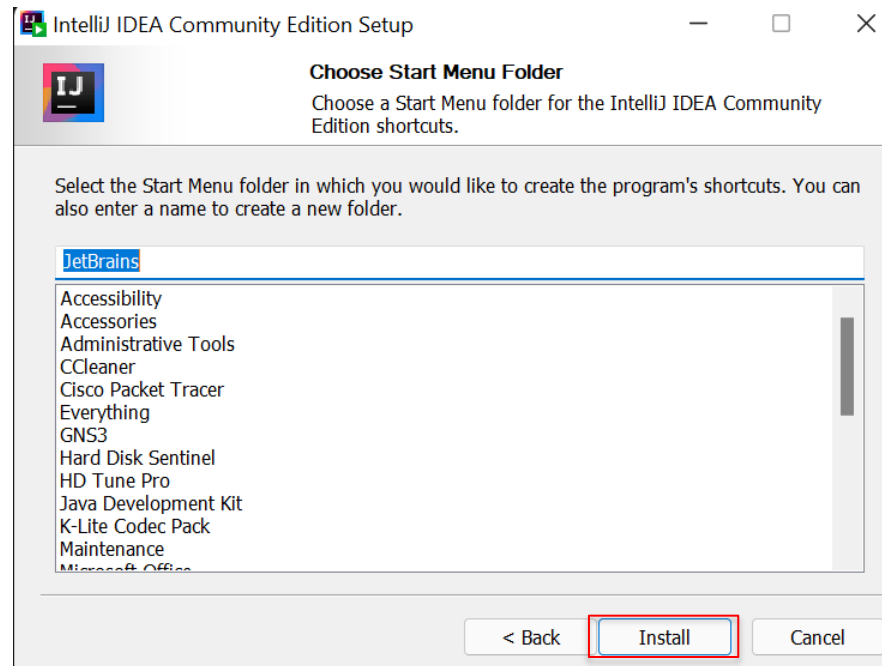 IntelliJ IDEA Community Edition Setup
IJ
Choose Start Menu Folder
Choose a Start Menu folder for the IntelliJ IDEA Community
Edition shortcuts.
Select the Start Menu folder in which you would like to create the program's shortcuts. You can
also enter a name to create a new folder.
JetBrains
Accessibility
Accessories
Administrative Tools
CCleaner
Cisco Packet Tracer
Everything
GNS3
Hard Disk Sentinel
HD Tune Pro
Java Development Kit
K-Lite Codec Pack
Maintenance
Microsoft Office
< Back
Install
Cancel